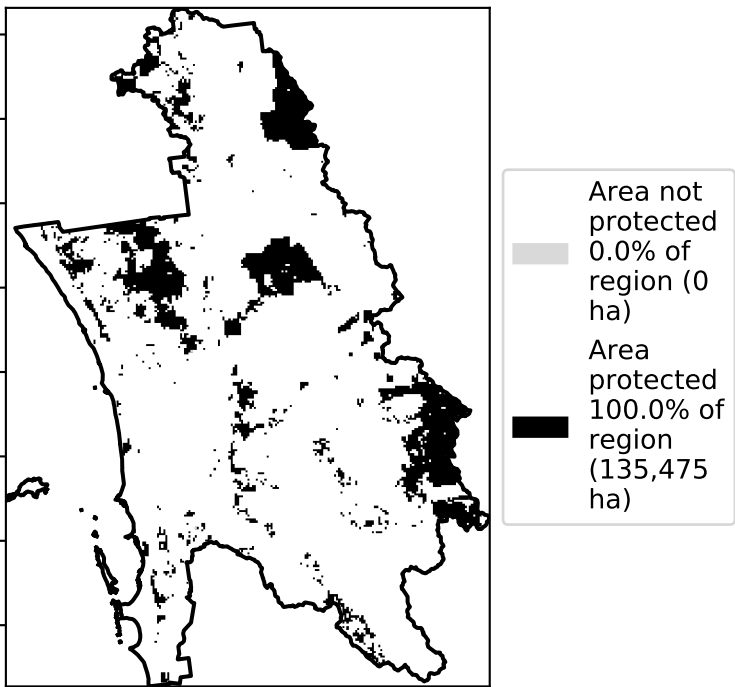 Area not
protected
0.0% of
region (0
ha)
Area
protected
100.0% of
region
(135,475
ha)